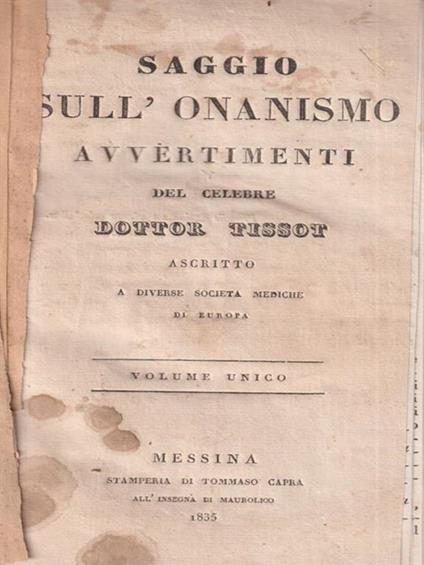 SAGGIO
SULL' ONANISMO
AVVÈRTIMENTI
DEL CELEBRE
DOTTOR TISSOT
ASCRITTO
A DIVERSE SOCIETA MEDICHE
DI EUROPA
VOLUME UNICO
MESSINA
STAMPERIA DI TOMMASO CAPRA
ALL' INSEGNA DI MAUROLICO
1835